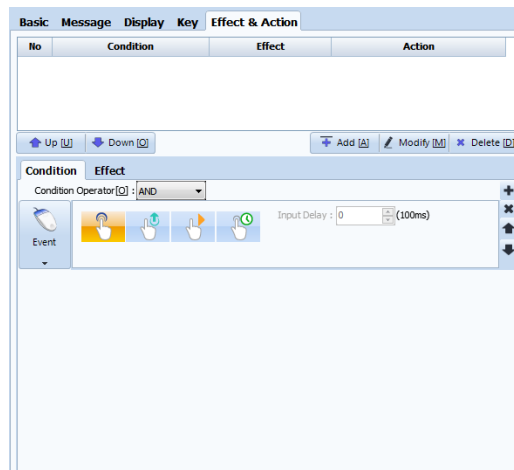 Basic Message Display Key Effect & Action
No Condition Effect Action
Up [U] Down [O] Add [A] Modify [M] Delete [D]
Condition Effect
Condition Operator[O] : AND
Input Delay : 0 (100ms)
Event